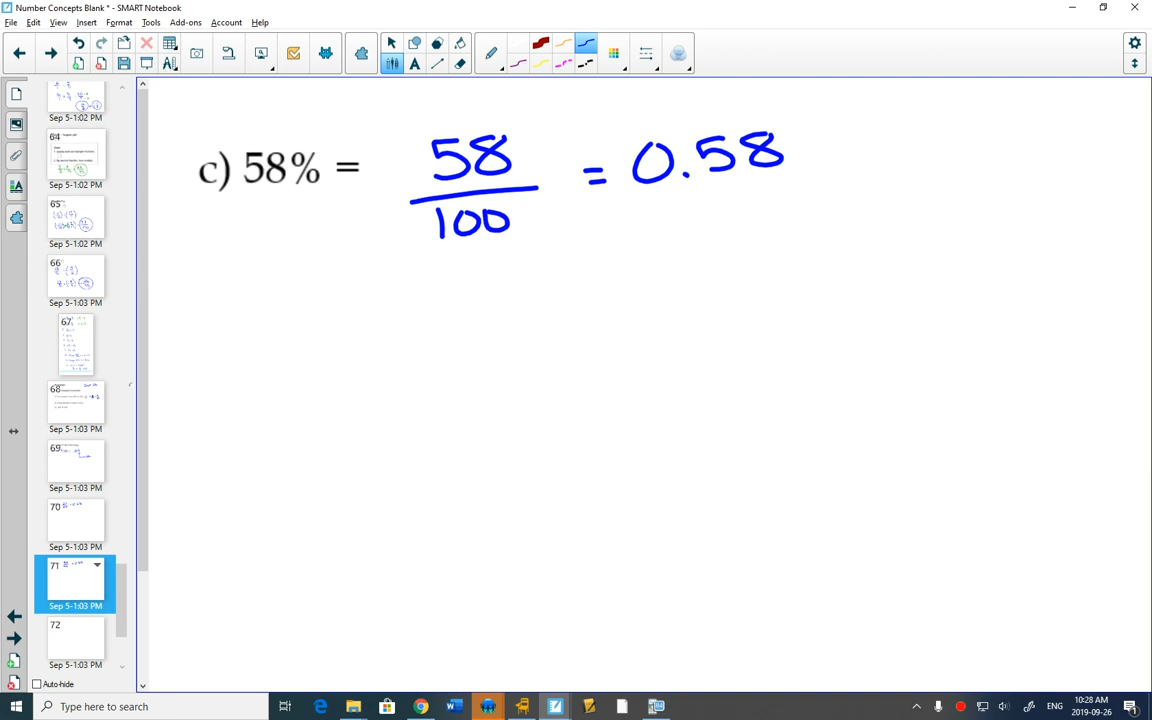 Number Concepts Blank * - SMART Notebook
File Edit View Insert Format Tools Add-ons Account Help
Sep 5-1:02 PM
64
Sep 5-1:02 PM
65
Sep 5-1:02 PM
66
Sep 5-1:03 PM
67
68
Sep 5-1:03 PM
69
Sep 5-1:03 PM
70
Sep 5-1:03 PM
71
Sep 5-1:03 PM
72
Sep 5-1:03 PM
Auto-hide
c) 58% = 58/100 = 0.58
Type here to search
ENG
10:28 AM
2019-09-26